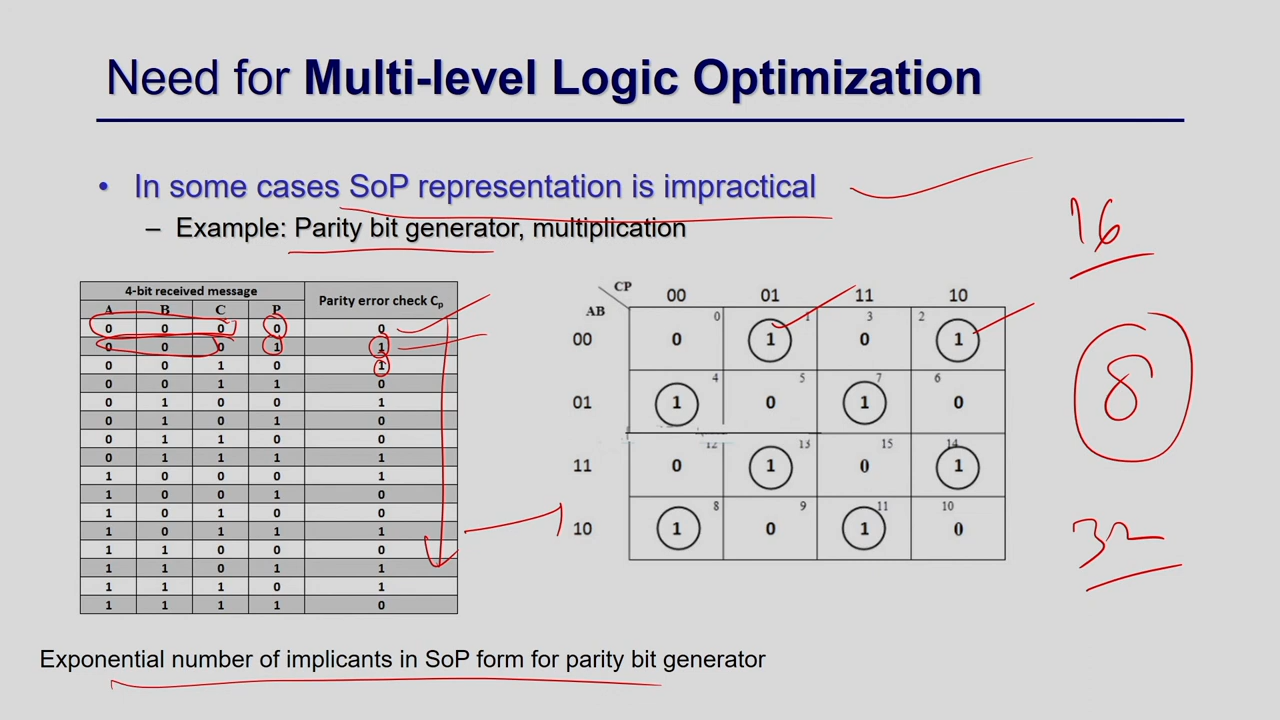 Need for Multi-level Logic Optimization
• In some cases SoP representation is impractical
– Example: Parity bit generator, multiplication
4-bit received message Parity error check Cp
A B C P
0 0 0 0 0
0 0 0 1 1
0 0 1 0 1
0 0 1 1 0
0 1 0 0 1
0 1 0 1 0
0 1 1 0 0
0 1 1 1 1
1 0 0 0 1
1 0 0 1 0
1 0 1 0 0
1 0 1 1 1
1 1 0 0 0
1 1 0 1 1
1 1 1 0 1
1 1 1 1 0
CP
AB
00 01 11 10
00 0 0 1 1 0 3 1 2
01 1 4 0 5 1 7 0 6
11 0 12 1 13 0 15 1 14
10 1 8 0 9 1 11 0 10
16
8
32
Exponential number of implicants in SoP form for parity bit generator